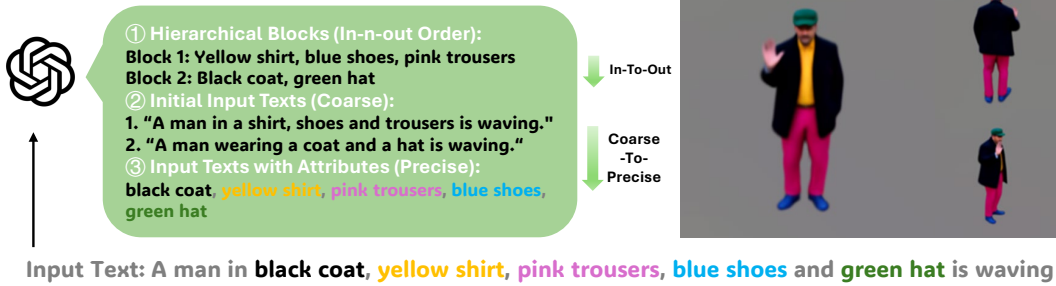 ① Hierarchical Blocks (In-n-out Order):
Block 1: Yellow shirt, blue shoes, pink trousers
Block 2: Black coat, green hat
② Initial Input Texts (Coarse):
1. “A man in a shirt, shoes and trousers is waving."
2. “A man wearing a coat and a hat is waving.“
③ Input Texts with Attributes (Precise):
black coat, yellow shirt, pink trousers, blue shoes,
green hat
In-To-Out
Coarse
-To-
Precise
Input Text: A man in black coat, yellow shirt, pink trousers, blue shoes and green hat is waving